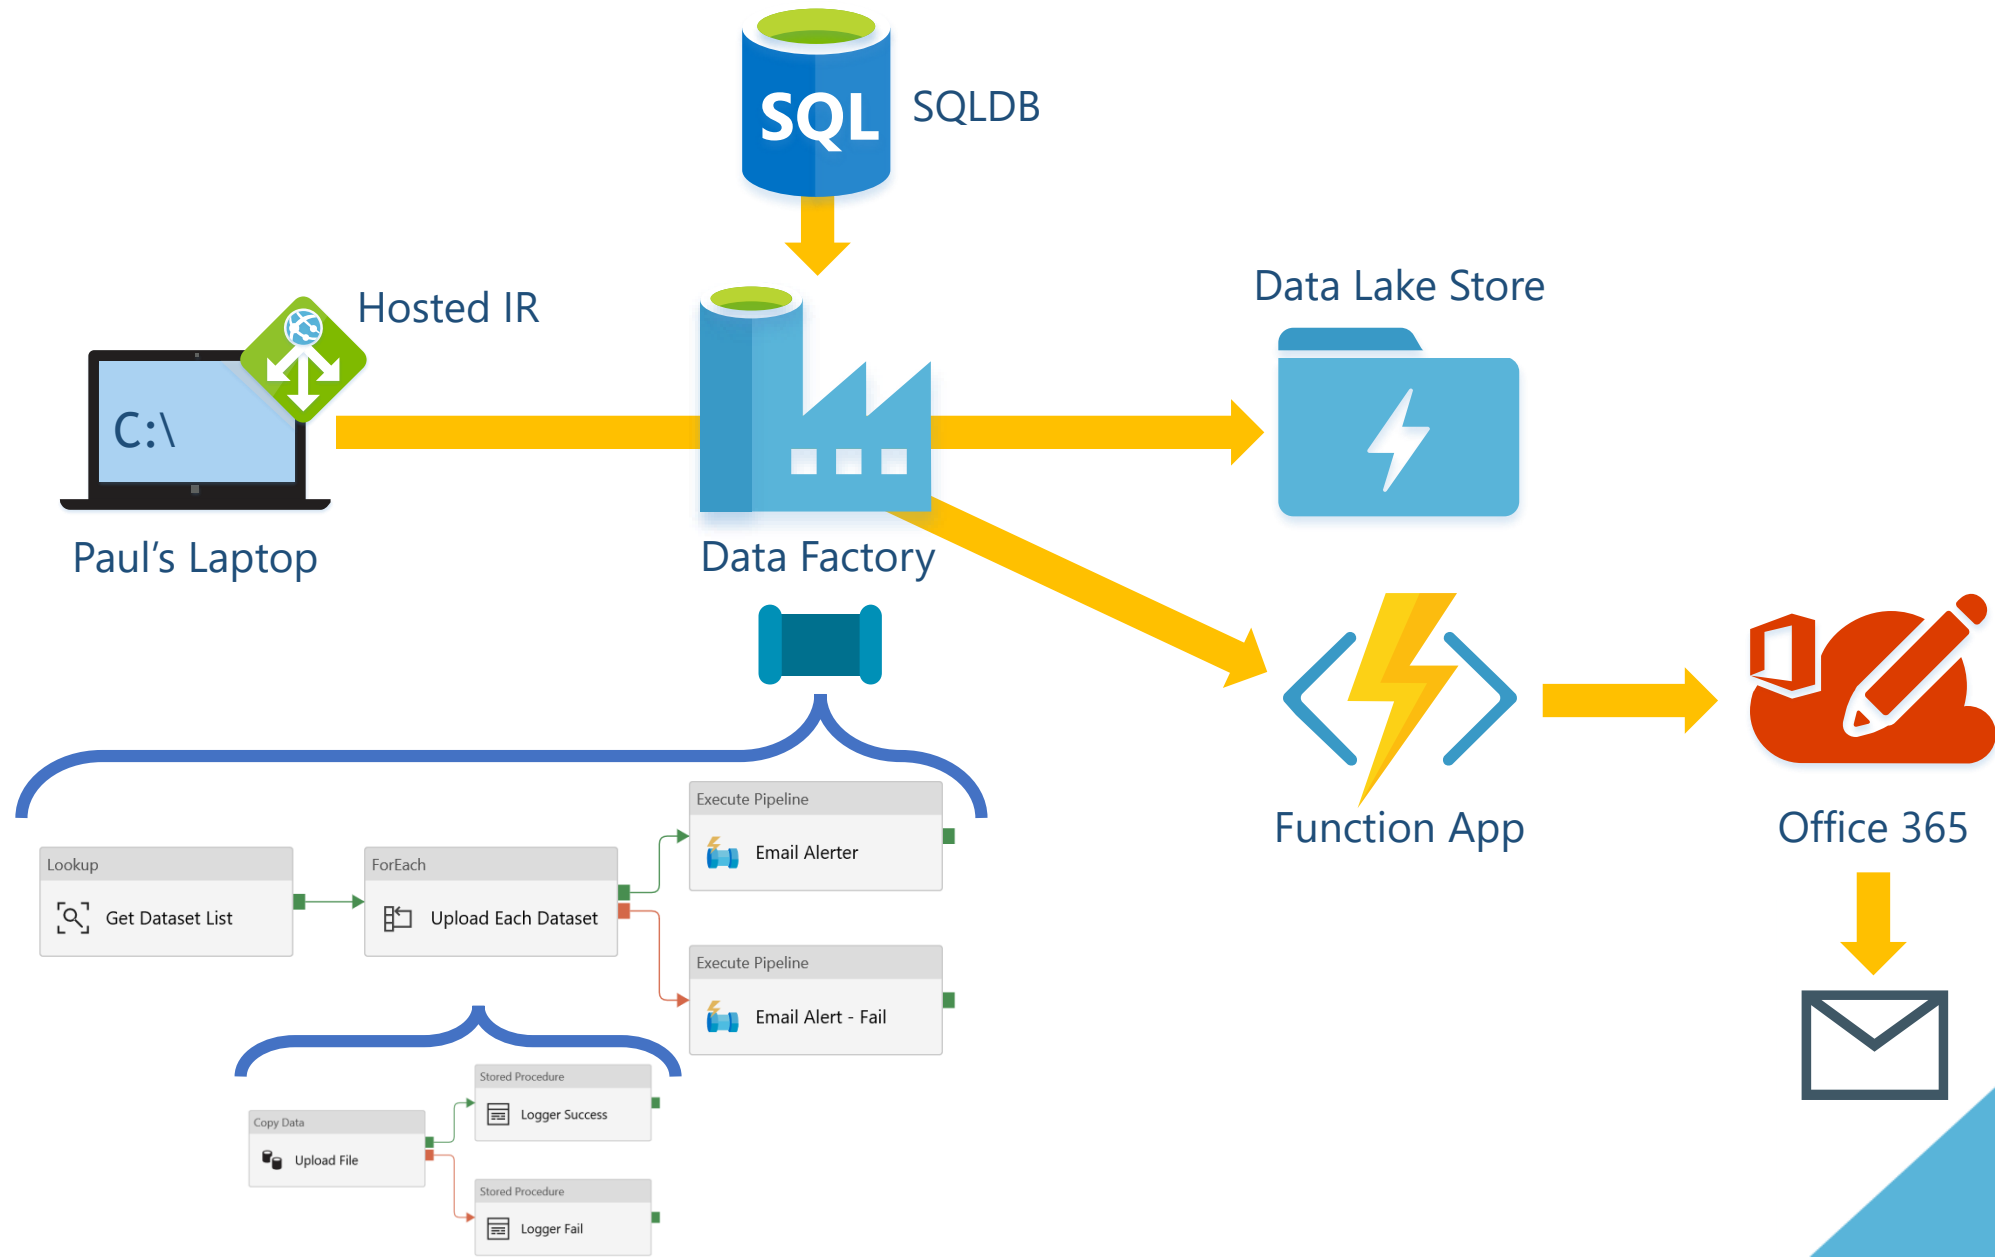 SQL
SQLDB
Hosted IR
C:\
Paul’s Laptop
Data Factory
Data Lake Store
Function App
Office 365
Lookup
Get Dataset List
ForEach
Upload Each Dataset
Execute Pipeline
Email Alerter
Execute Pipeline
Email Alert - Fail
Copy Data
Upload File
Stored Procedure
Logger Success
Stored Procedure
Logger Fail